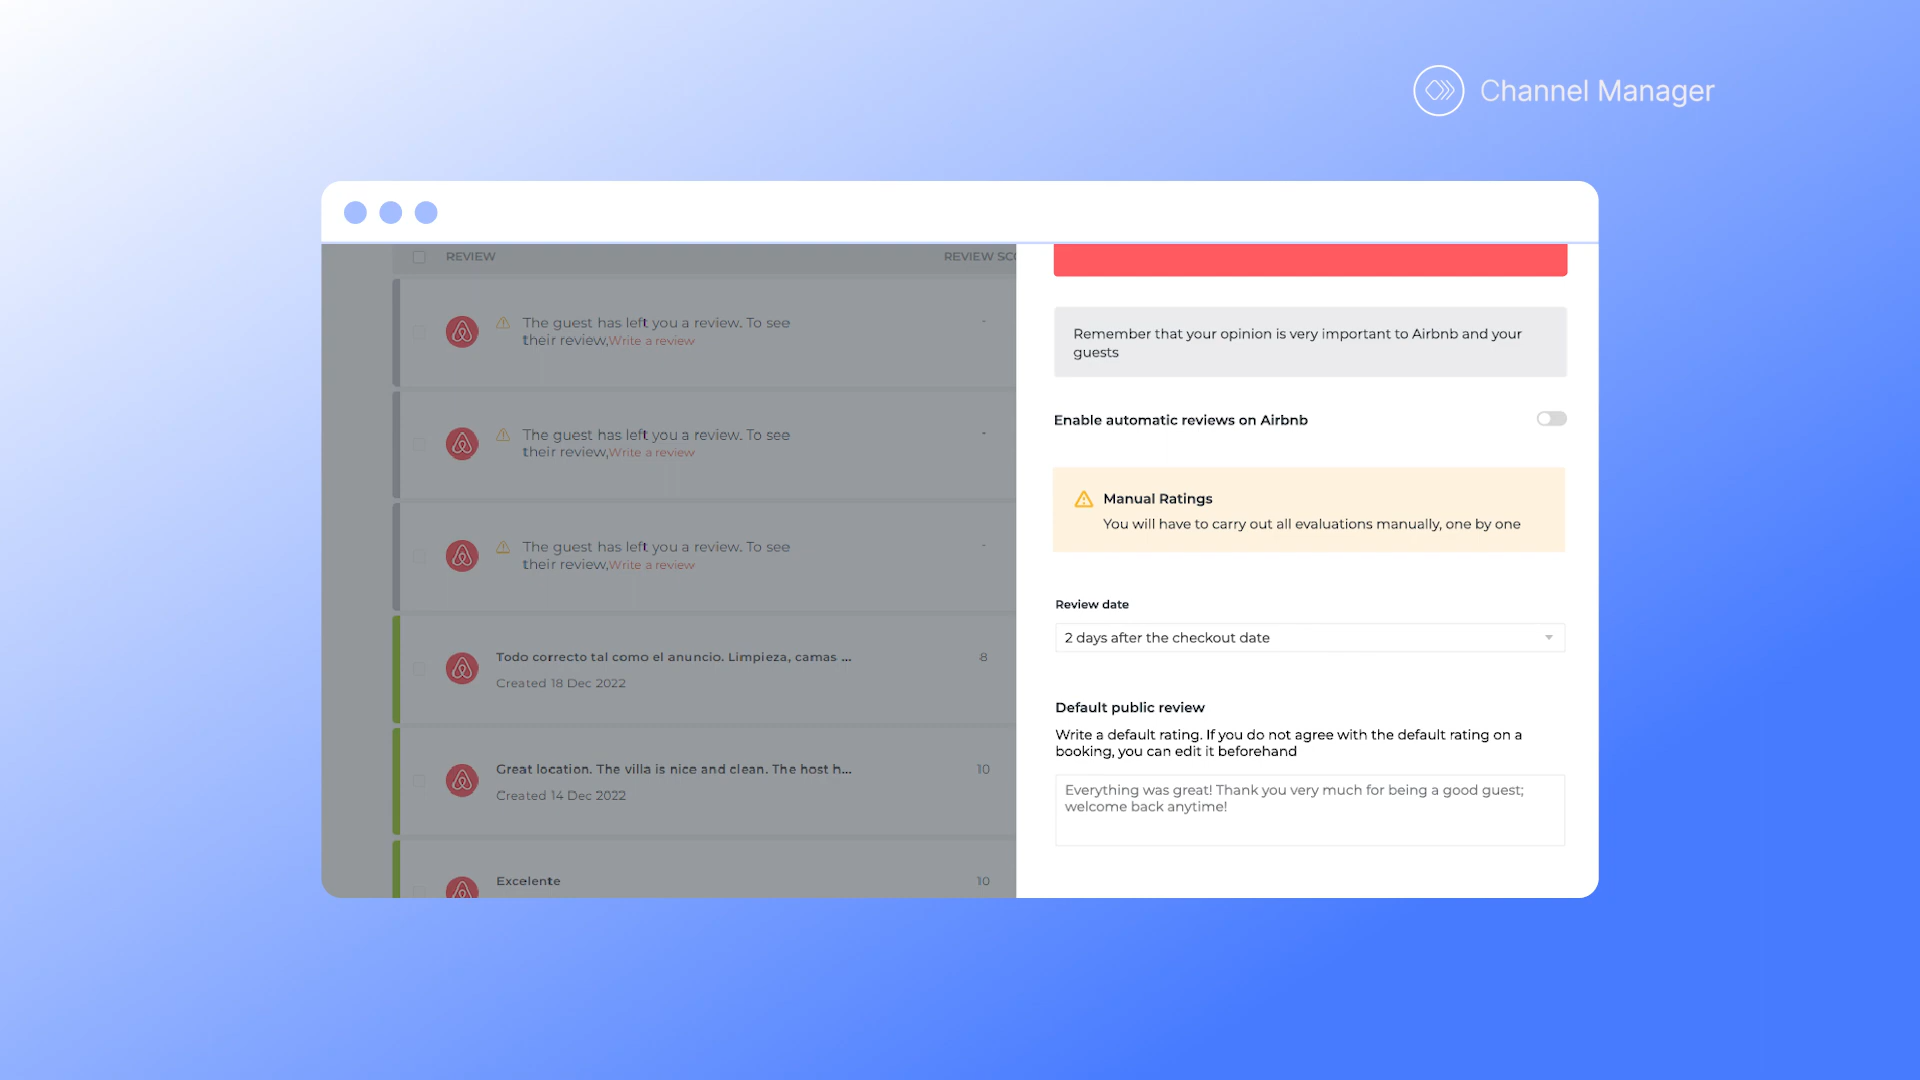 Channel Manager
REVIEW
REVIEW SCO
The guest has left you a review. To see
their review,Write a review
-
The guest has left you a review. To see
their review,Write a review
-
The guest has left you a review. To see
their review,Write a review
-
Todo correcto tal como el anuncio. Limpieza, camas ...
8
Created 18 Dec 2022
Great location. The villa is nice and clean. The host h...
10
Created 14 Dec 2022
Excelente
10
Remember that your opinion is very important to Airbnb and your
guests
Enable automatic reviews on Airbnb
Manual Ratings
You will have to carry out all evaluations manually, one by one
Review date
2 days after the checkout date
Default public review
Write a default rating. If you do not agree with the default rating on a
booking, you can edit it beforehand
Everything was great! Thank you very much for being a good guest;
welcome back anytime!